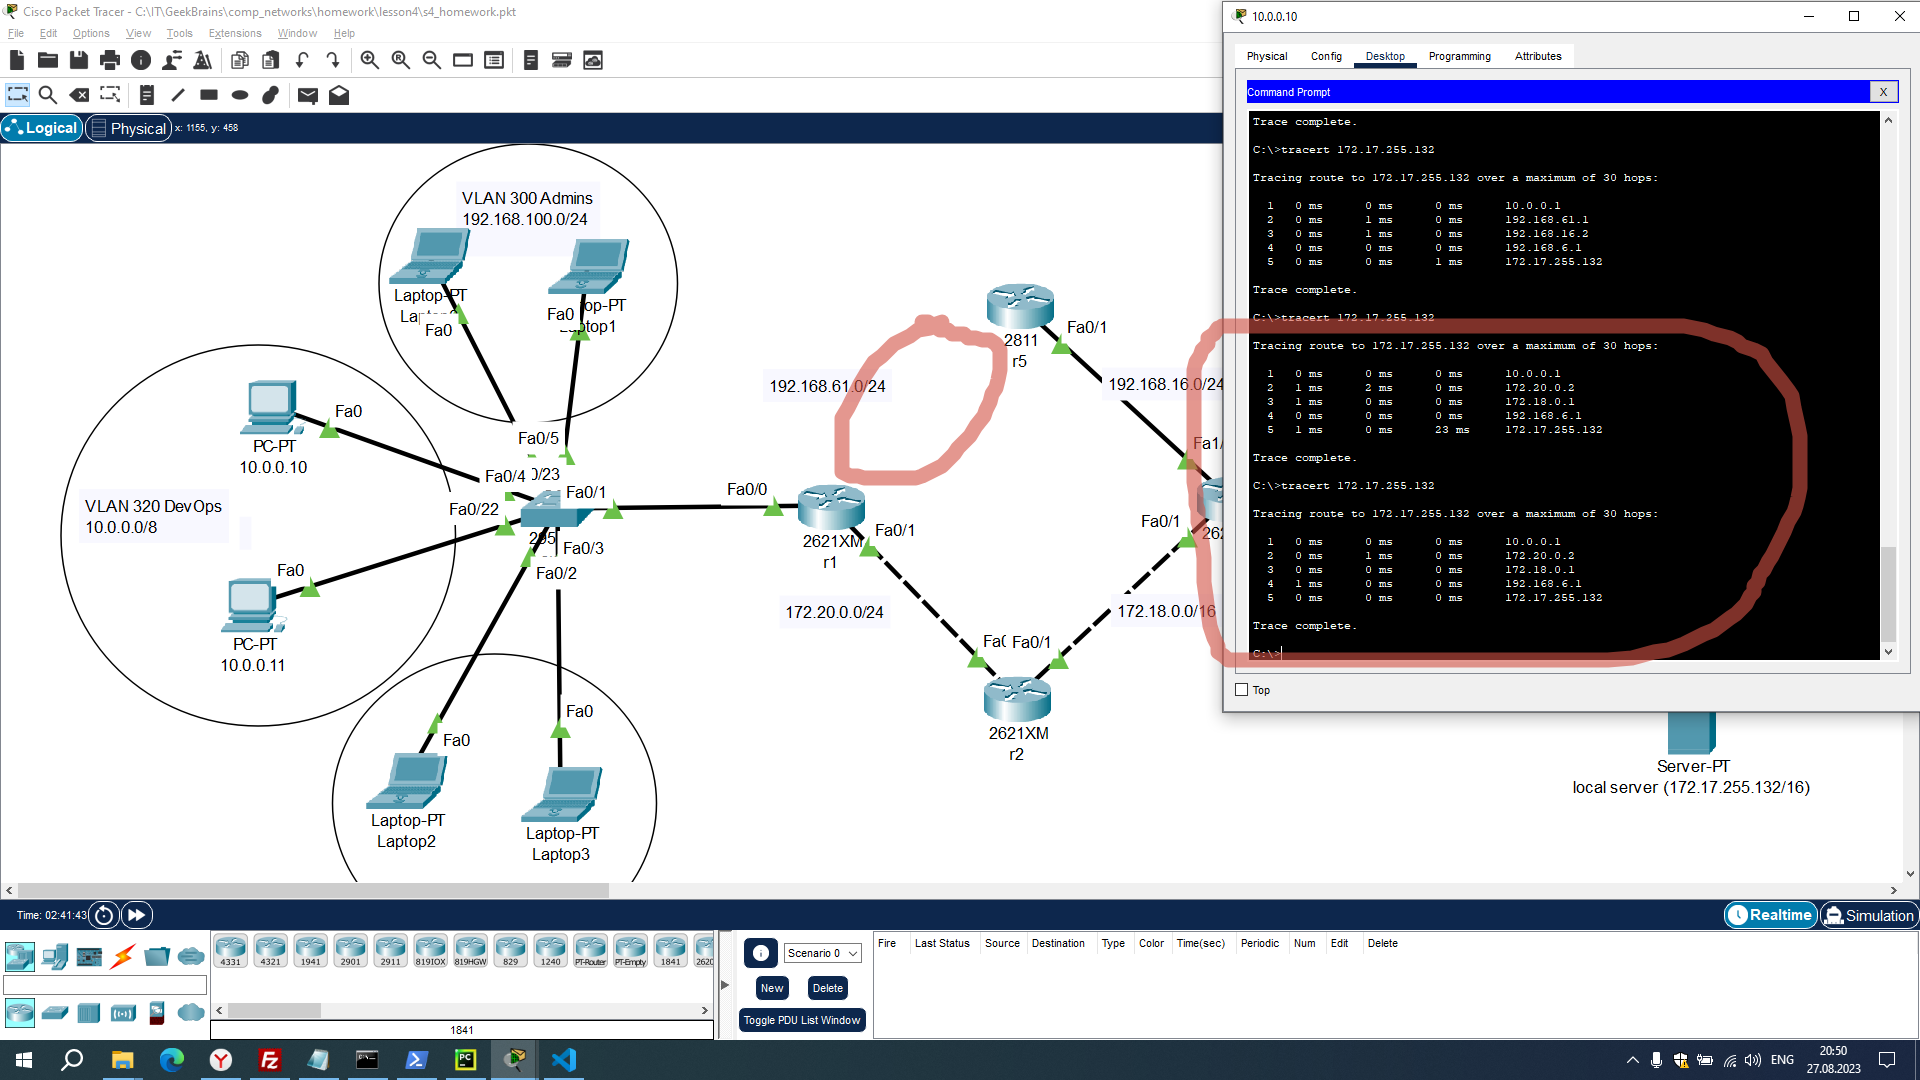 Cisco Packet Tracer - C:\IT\GeekBrains\comp_networks\homework\lesson4\s4_homework.pkt
File Edit Options View Tools Extensions Window Help
Logical
Physical
x: 1155, y: 458
VLAN 300 Admins
192.168.100.0/24
Laptop-PT
Fa0
Fa0
Laptop1
PC-PT
10.0.0.10
Fa0
VLAN 320 DevOps
10.0.0.0/8
Fa0
PC-PT
10.0.0.11
Fa0/5
Fa0/4
0/23
Fa0/1
Fa0/22
Fa0/3
Fa0/2
Fa0/0
2621XM
r1
Fa0/1
192.168.61.0/24
172.20.0.0/24
2811
r5
Fa0/1
192.168.16.0/24
Fa0/1
172.18.0.0/16
Fa0/1
2621XM
r2
Fa0
Fa0
Laptop-PT
Laptop2
Laptop-PT
Laptop3
Server-PT
local server (172.17.255.132/16)
10.0.0.10
Physical Config Desktop Programming Attributes
Command Prompt
X
Trace complete.
C:\>tracert 172.17.255.132
Tracing route to 172.17.255.132 over a maximum of 30 hops:
1 0 ms 0 ms 0 ms 10.0.0.1
2 0 ms 1 ms 0 ms 192.168.61.1
3 0 ms 1 ms 0 ms 192.168.16.2
4 0 ms 0 ms 0 ms 192.168.6.1
5 0 ms 0 ms 1 ms 172.17.255.132
Trace complete.
C:\>tracert 172.17.255.132
Tracing route to 172.17.255.132 over a maximum of 30 hops:
1 0 ms 0 ms 0 ms 10.0.0.1
2 1 ms 2 ms 0 ms 172.20.0.2
3 1 ms 0 ms 0 ms 172.18.0.1
4 0 ms 0 ms 0 ms 192.168.6.1
5 1 ms 0 ms 23 ms 172.17.255.132
Trace complete.
C:\>tracert 172.17.255.132
Tracing route to 172.17.255.132 over a maximum of 30 hops:
1 0 ms 0 ms 0 ms 10.0.0.1
2 0 ms 1 ms 0 ms 172.20.0.2
3 0 ms 0 ms 0 ms 172.18.0.1
4 1 ms 0 ms 0 ms 192.168.6.1
5 0 ms 0 ms 0 ms 172.17.255.132
Trace complete.
C:\>
Top
Time: 02:41:43
Realtime
Simulation
4331 4321 1941 2901 2911 819IOX 819HGW 829 1240 PT-Router PT-Empty 1841
1841
Scenario 0
New
Delete
Toggle PDU List Window
Fire Last Status Source Destination Type Color Time(sec) Periodic Num Edit Delete
ENG
20:50
27.08.2023